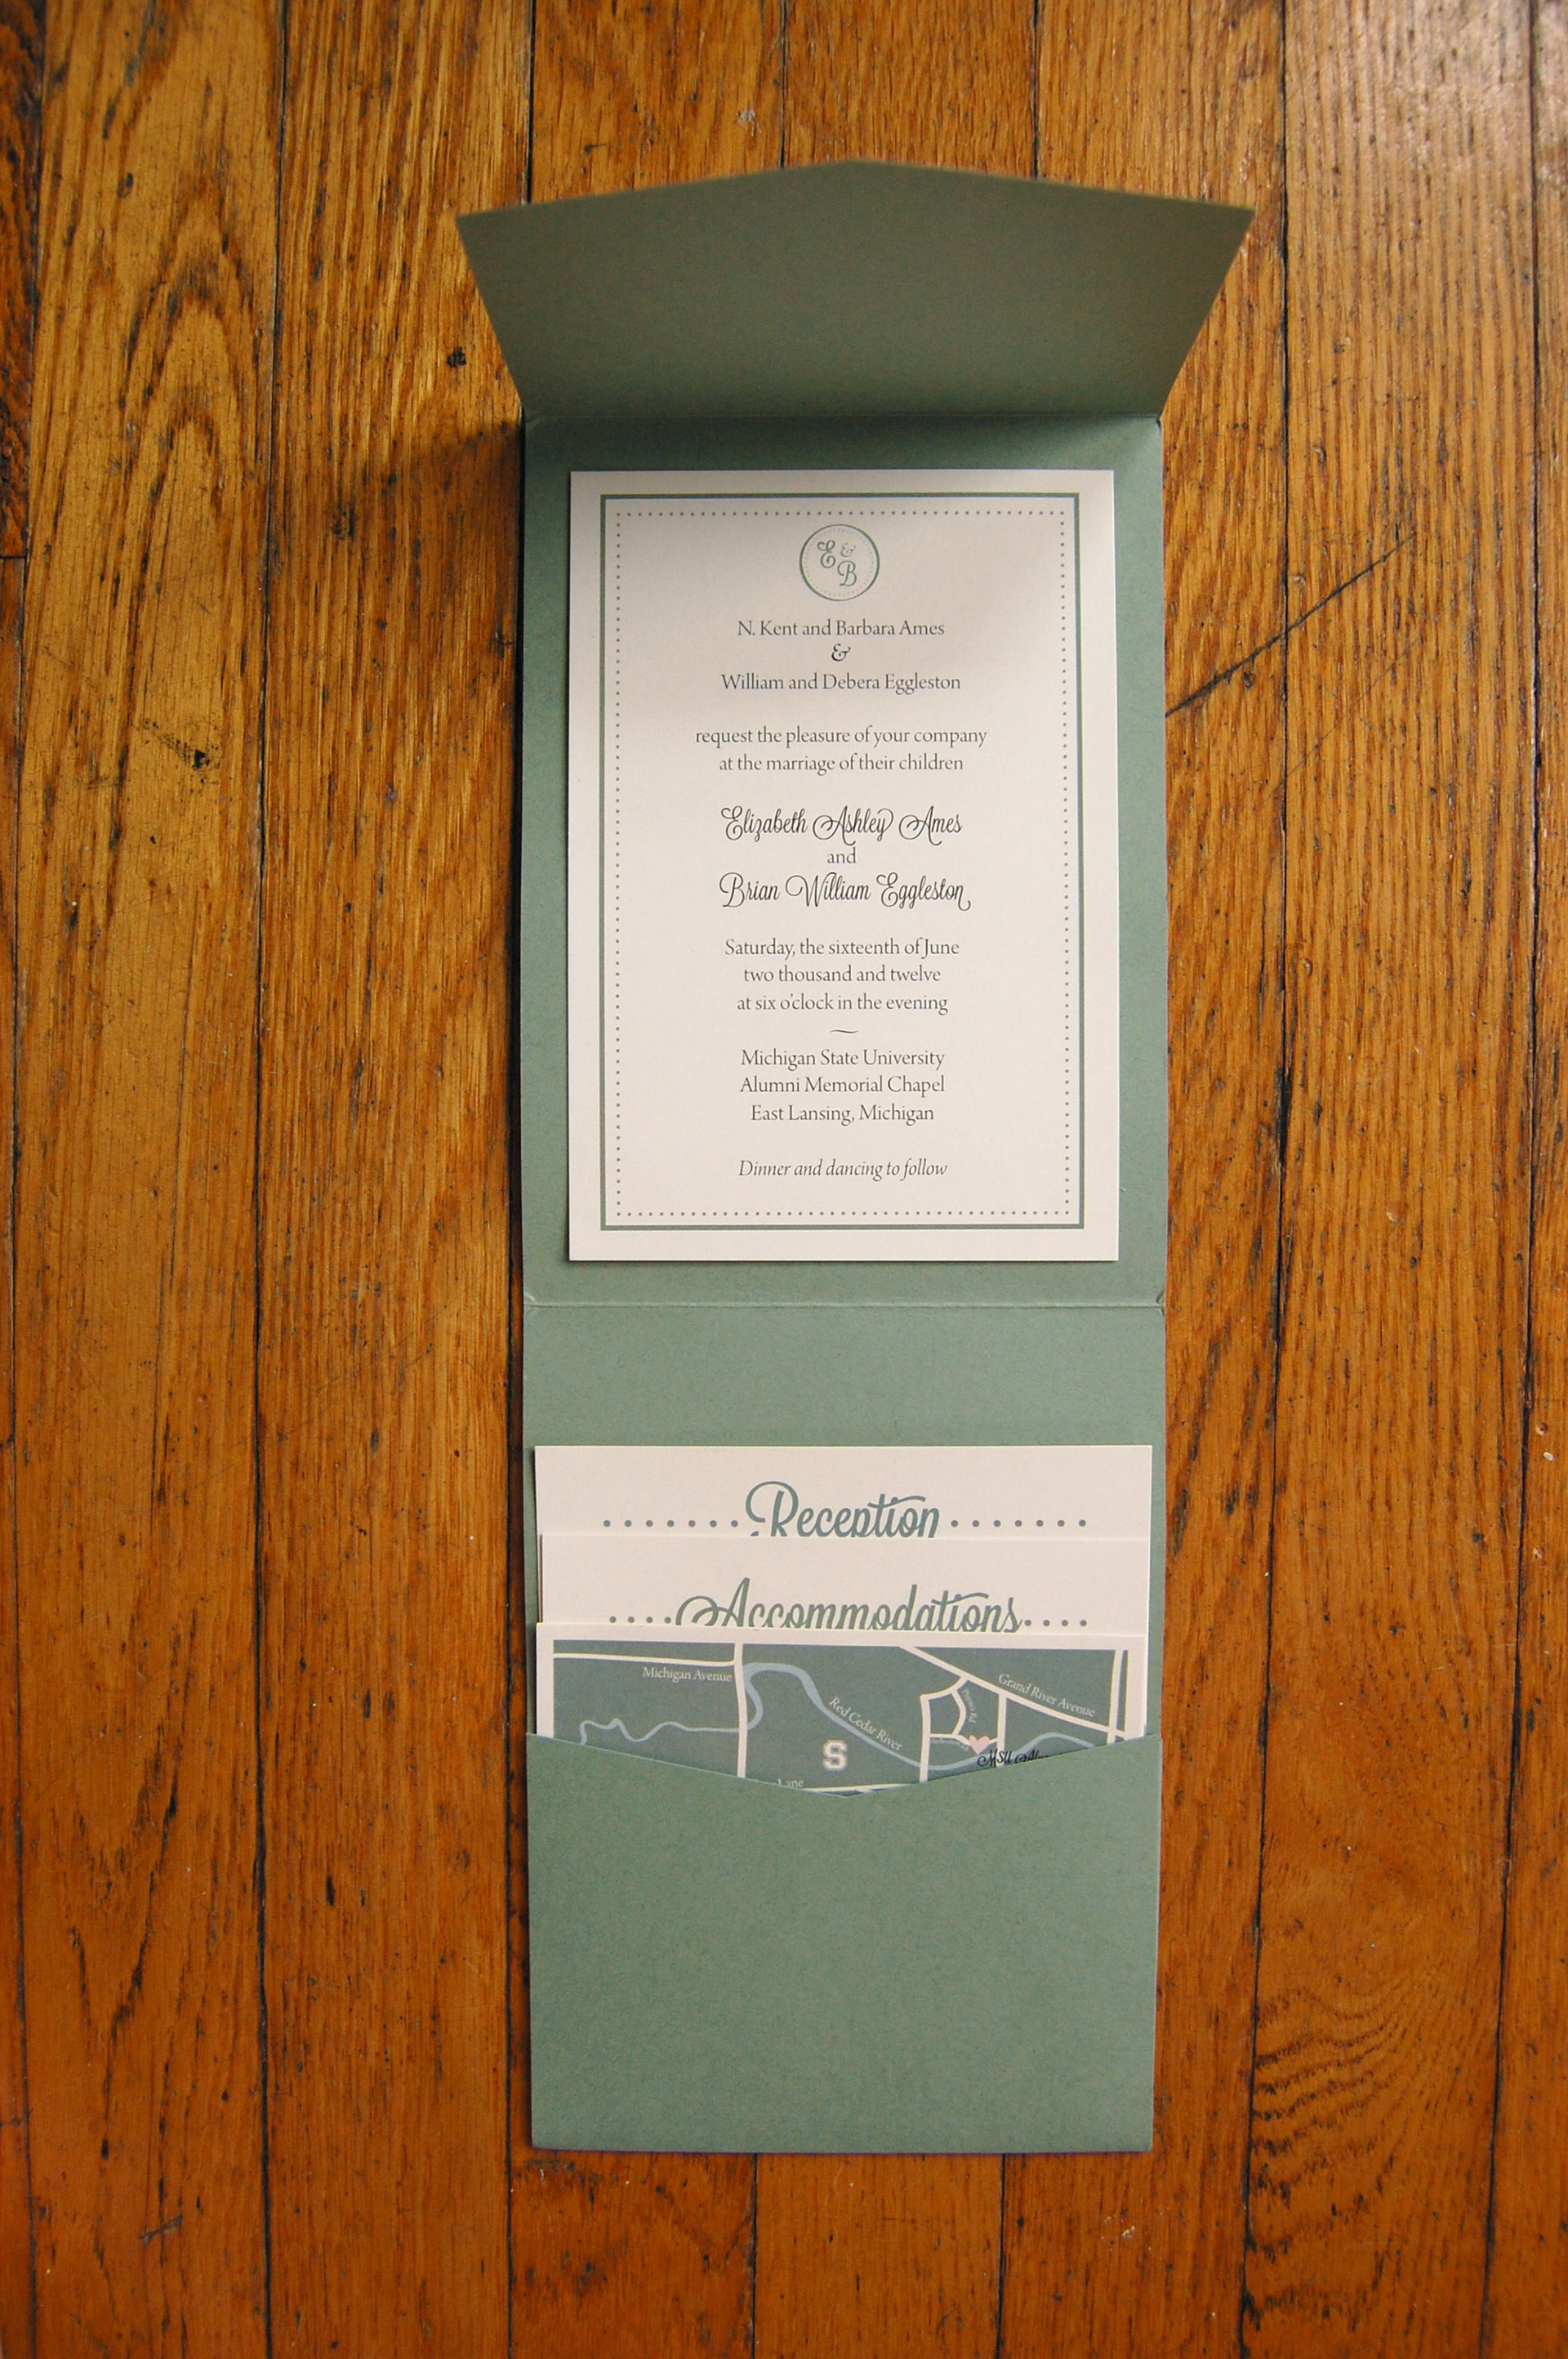 E & B
N. Kent and Barbara Ames
&
William and Debera Eggleston
request the pleasure of your company
at the marriage of their children
Elizabeth Ashley Ames
and
Brian William Eggleston
Saturday, the sixteenth of June
two thousand and twelve
at six o'clock in the evening
Michigan State University
Alumni Memorial Chapel
East Lansing, Michigan
Dinner and dancing to follow
Reception
Accommodations
Michigan Avenue
Grand River Avenue
Red Cedar River
S
MSU
Lane